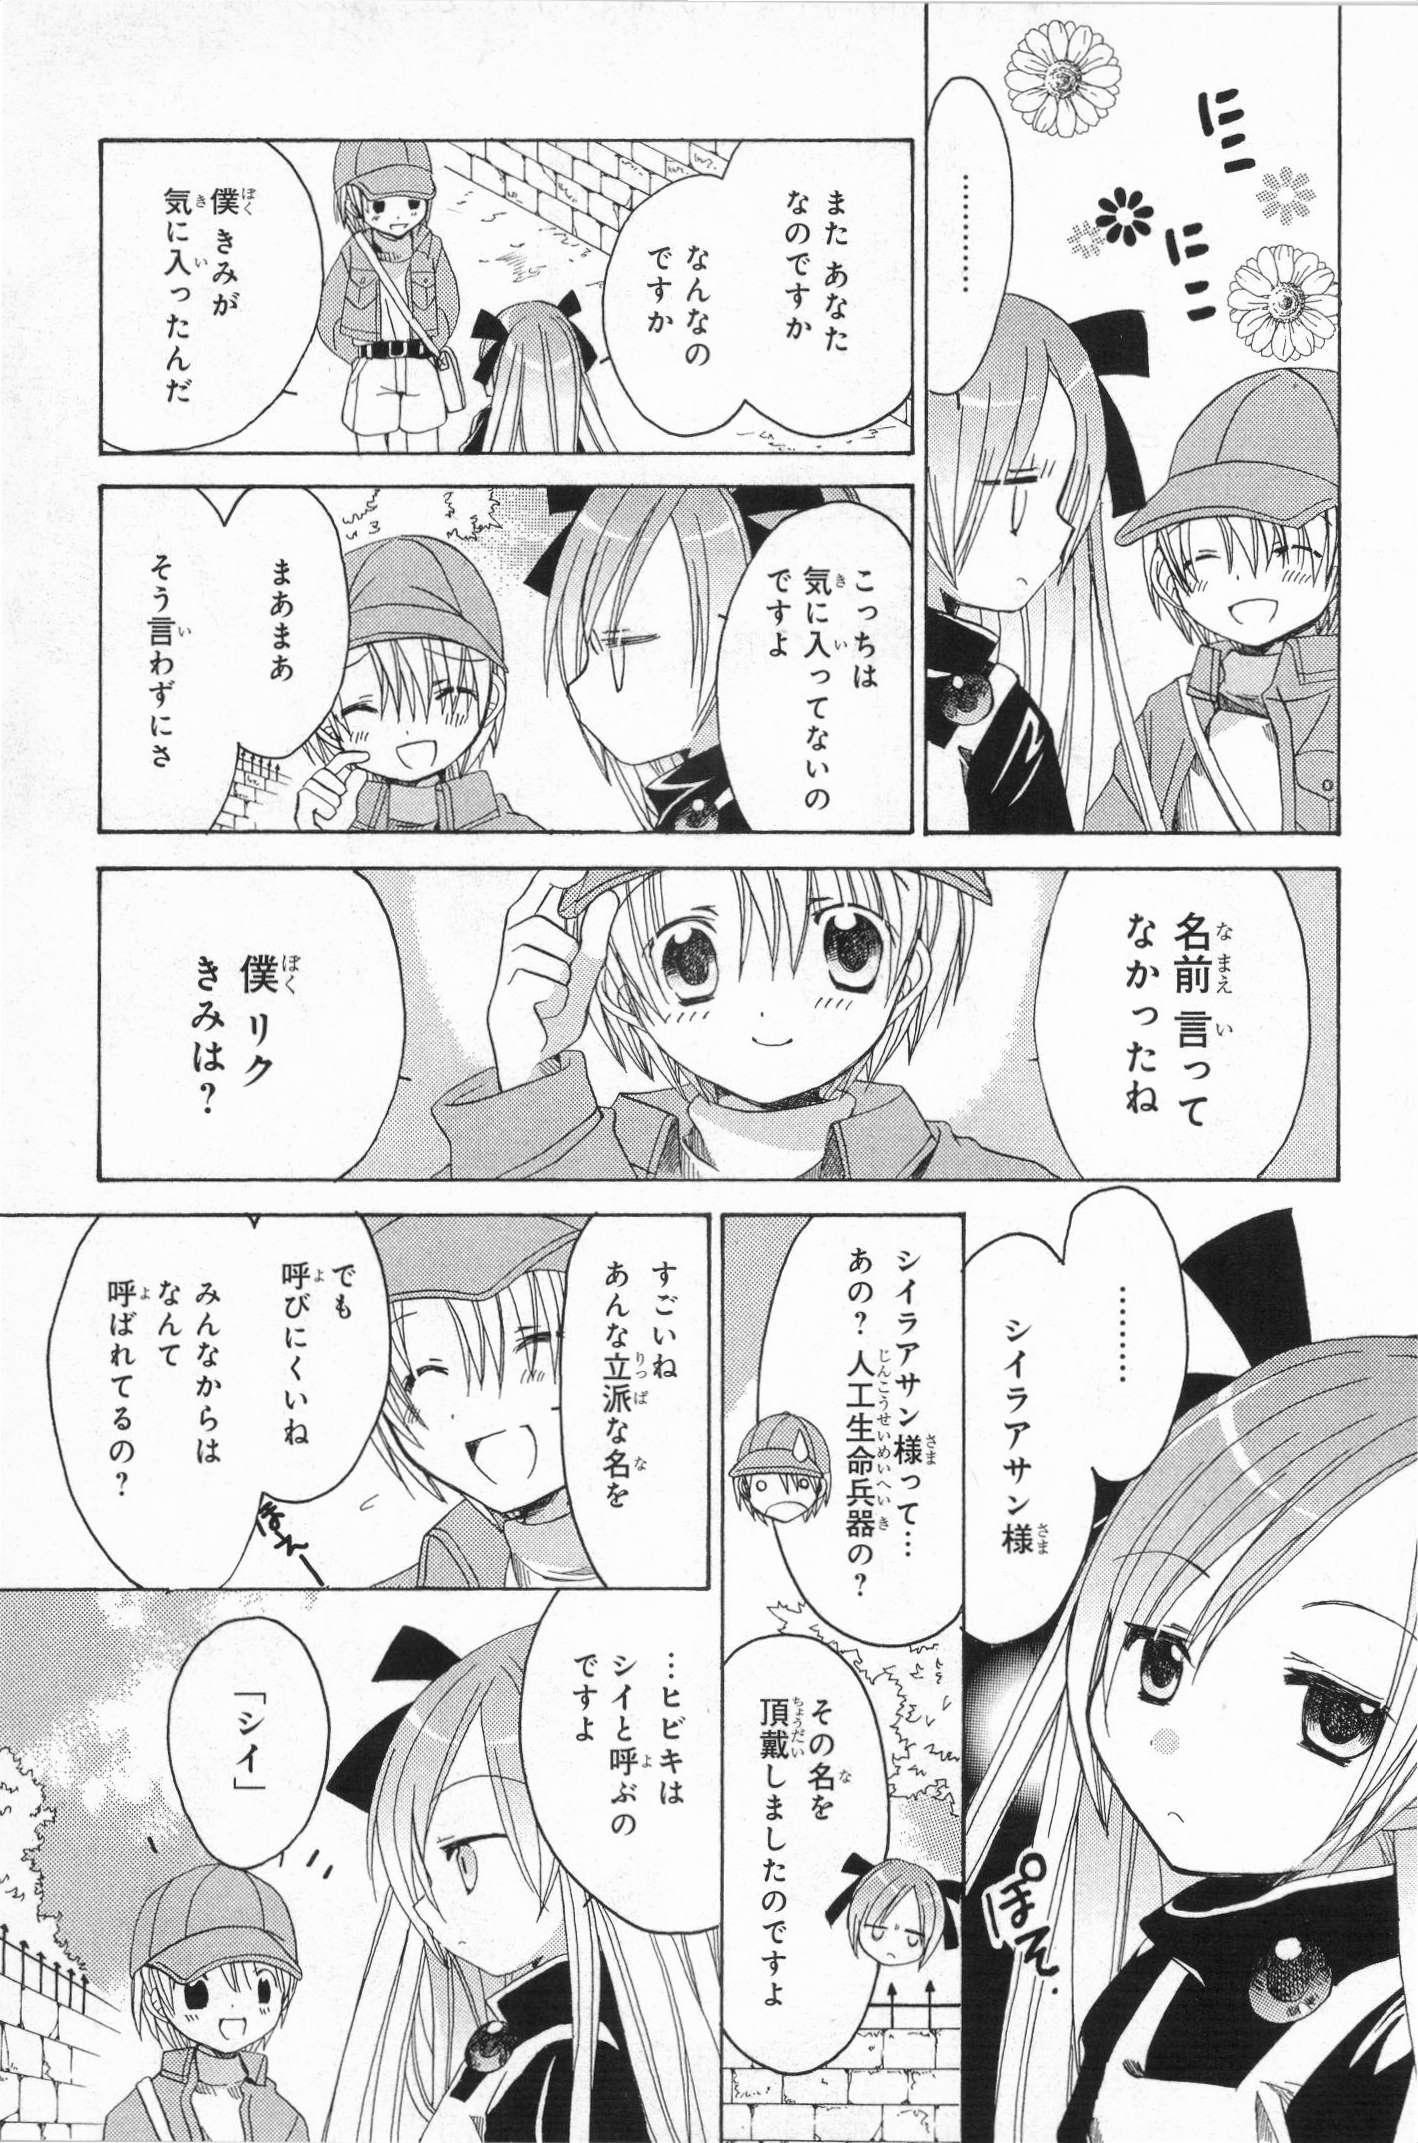 にこ
にこ
…………
また あなた
なのですか
なんなの
ですか
僕 きみが
気に入ったんだ
こっちは
気に入ってないの
ですよ
まあまあ
そう言わずにさ
名前 言って
なかったね
僕 リク
きみは？
…………
シイラアサン様
ぽそ
シイラアサン様って…
あの？人工生命兵器の？
その名を
頂戴しましたのですよ
すごいね
あんな立派な名を
ほえー
でも
呼びにくいね
みんなからは
なんて
呼ばれてるの？
…ヒビキは
シイと呼ぶの
ですよ
「シイ」